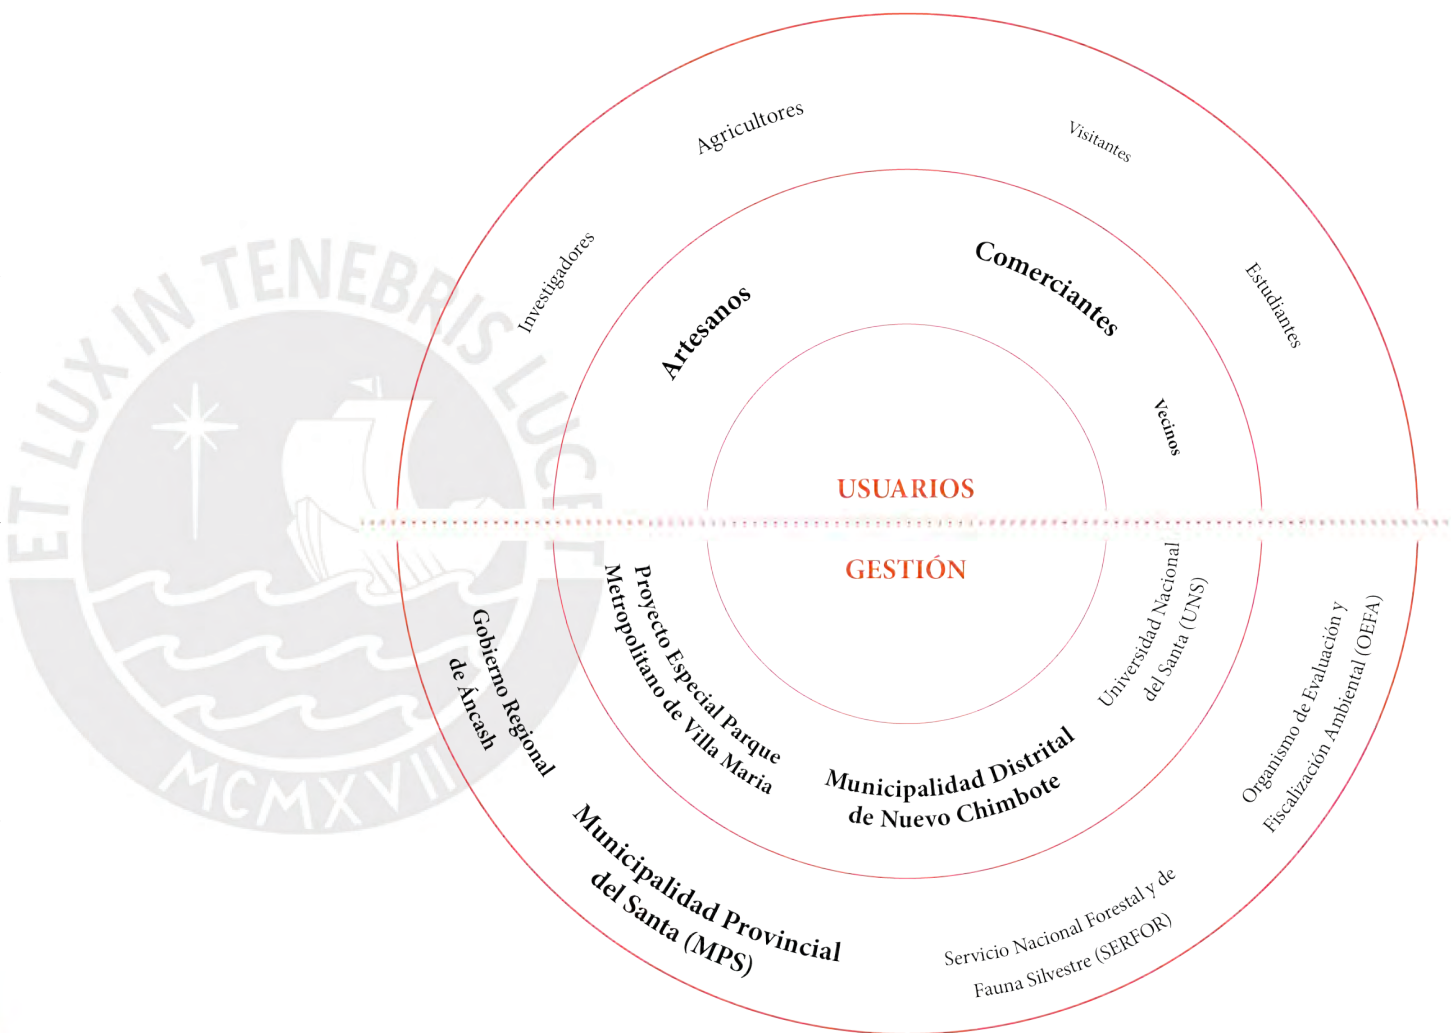 Agricultores
Visitantes
Investigadores
Estudiantes
Comerciantes
Artesanos
Vecinos
ET LUX IN TENEBRIS LUCET
MCMXVII
USUARIOS
GESTIÓN
Proyecto Especial Parque
Metropolitano de Villa Maria
Municipalidad Distrital
de Nuevo Chimbote
Universidad Nacional
del Santa (UNS)
Gobierno Regional
de Áncash
Municipalidad Provincial
del Santa (MPS)
Servicio Nacional Forestal y de
Fauna Silvestre (SERFOR)
Organismo de Evaluación y
Fiscalización Ambiental (OEFA)